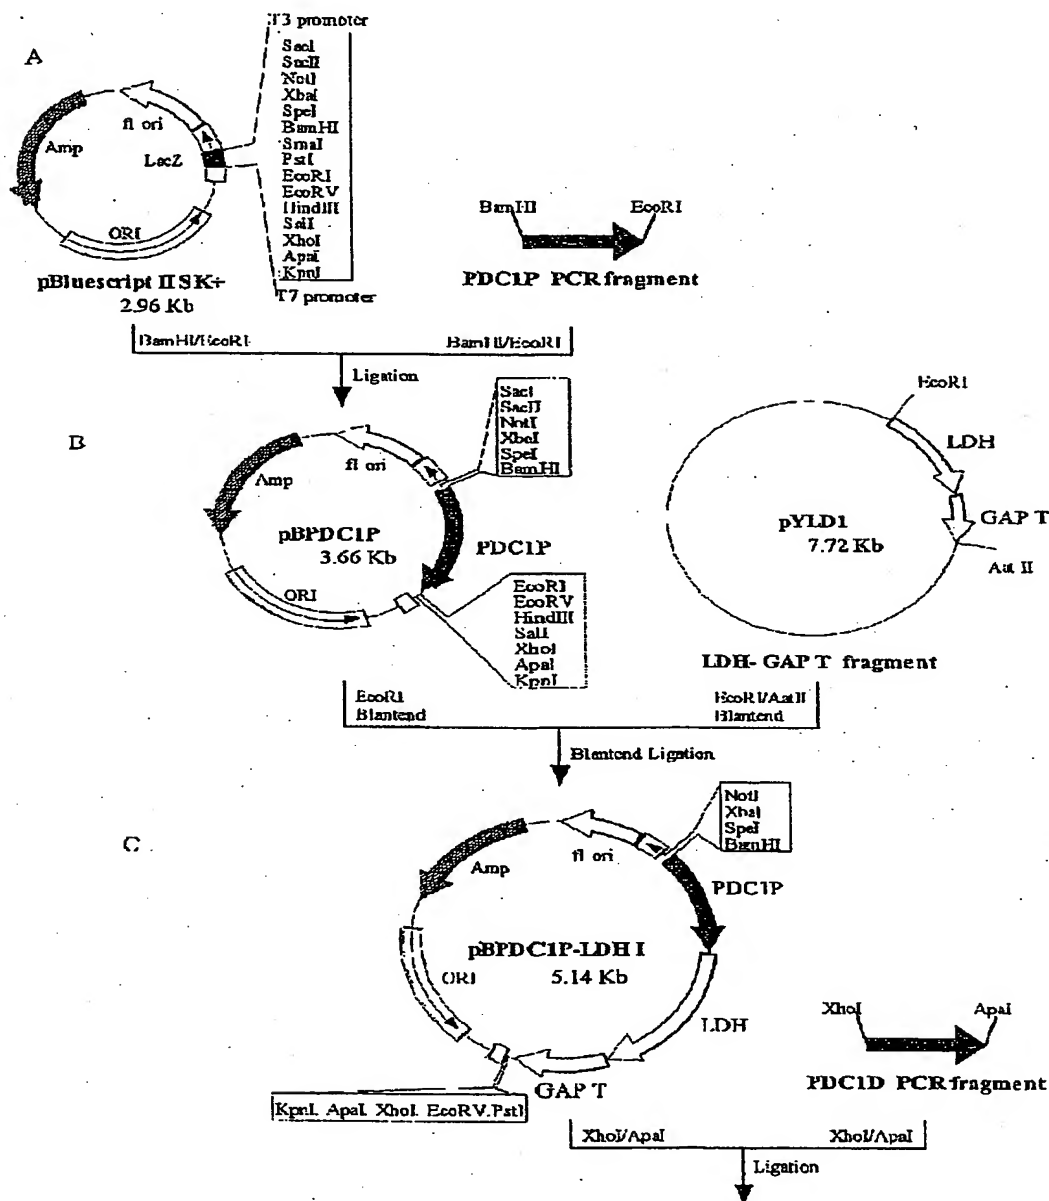 T3 promoter
A
SacI
SacII
NotI
XbaI
SpeI
BamHI
SmaI
PstI
EcoRI
EcoRV
HindIII
SalI
XhoI
ApaI
KpnI
T7 promoter
f1 ori
Amp
LacZ
ORI
pBluescript II SK+
2.96 Kb
BamHI
EcoRI
PDC1P PCR fragment
BamHI/EcoRI
BamHI/EcoRI
Ligation
B
SacI
SacII
NotI
XbaI
SpeI
BamHI
f1 ori
Amp
pBPDC1P
3.66 Kb
PDC1P
ORI
EcoRI
EcoRV
HindIII
SalI
XhoI
ApaI
KpnI
EcoRI
LDH
pYLD1
7.72 Kb
GAP T
Aat II
LDH-GAP T fragment
EcoRI
Blantend
EcoRI/AatII
Blantend
Blantend Ligation
C
NotI
XbaI
SpeI
BamHI
f1 ori
Amp
PDC1P
pBPDC1P-LDH I
5.14 Kb
ORI
LDH
GAP T
KpnI. ApaI. XhoI. EcoRV.PstI
XhoI
ApaI
PDC1D PCR fragment
XhoI/ApaI
XhoI/ApaI
Ligation